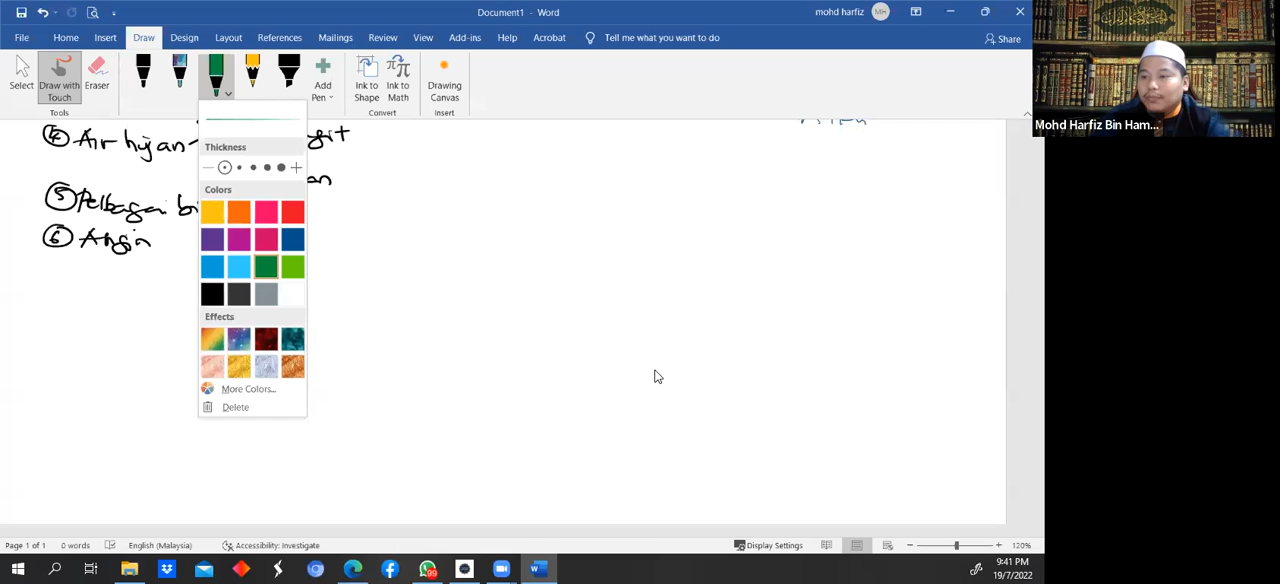 Document1 - Word
mohd harfiz
MH
File Home Insert Draw Design Layout References Mailings Review View Add-ins Help Acrobat Tell me what you want to do
Share
Select
Draw with Touch
Eraser
Add Pen
Ink to Shape
Ink to Math
Drawing Canvas
Tools
Convert
Insert
Mohd Harfiz Bin Ham...
④ Air hujan
Thickness
⑤ Pelbagai
Colors
⑥ Angin
Effects
More Colors...
Delete
Page 1 of 1 0 words English (Malaysia) Accessibility: Investigate Display Settings 120%
99
9:41 PM
19/7/2022